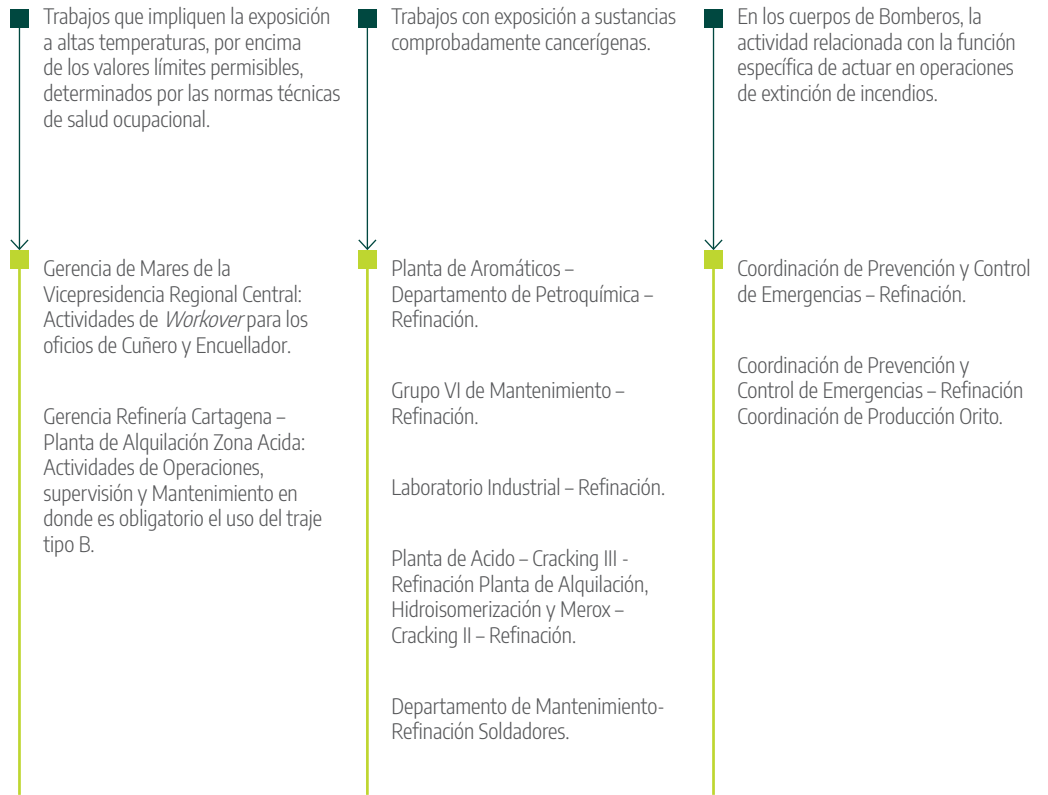 Trabajos que impliquen la exposición
a altas temperaturas, por encima
de los valores límites permisibles,
determinados por las normas técnicas
de salud ocupacional.
Gerencia de Mares de la
Vicepresidencia Regional Central:
Actividades de Workover para los
oficios de Cuñero y Encuellador.
Gerencia Refinería Cartagena –
Planta de Alquilación Zona Acida:
Actividades de Operaciones,
supervisión y Mantenimiento en
donde es obligatorio el uso del traje
tipo B.
Trabajos con exposición a sustancias
comprobadamente cancerígenas.
Planta de Aromáticos –
Departamento de Petroquímica –
Refinación.
Grupo VI de Mantenimiento –
Refinación.
Laboratorio Industrial – Refinación.
Planta de Acido – Cracking III -
Refinación Planta de Alquilación,
Hidroisomerización y Merox –
Cracking II – Refinación.
Departamento de Mantenimiento-
Refinación Soldadores.
En los cuerpos de Bomberos, la
actividad relacionada con la función
específica de actuar en operaciones
de extinción de incendios.
Coordinación de Prevención y Control
de Emergencias – Refinación.
Coordinación de Prevención y
Control de Emergencias – Refinación
Coordinación de Producción Orito.